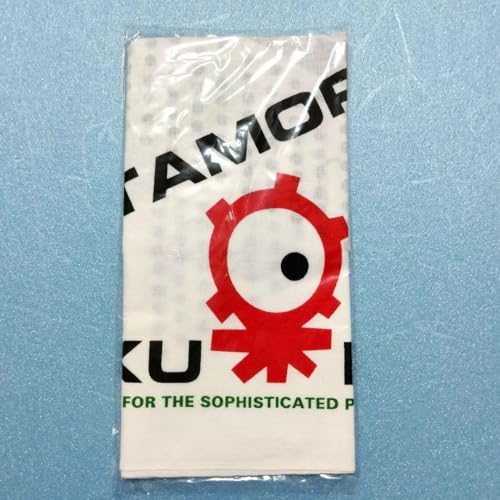 TAMOR
KU
FOR THE SOPHISTICATED P